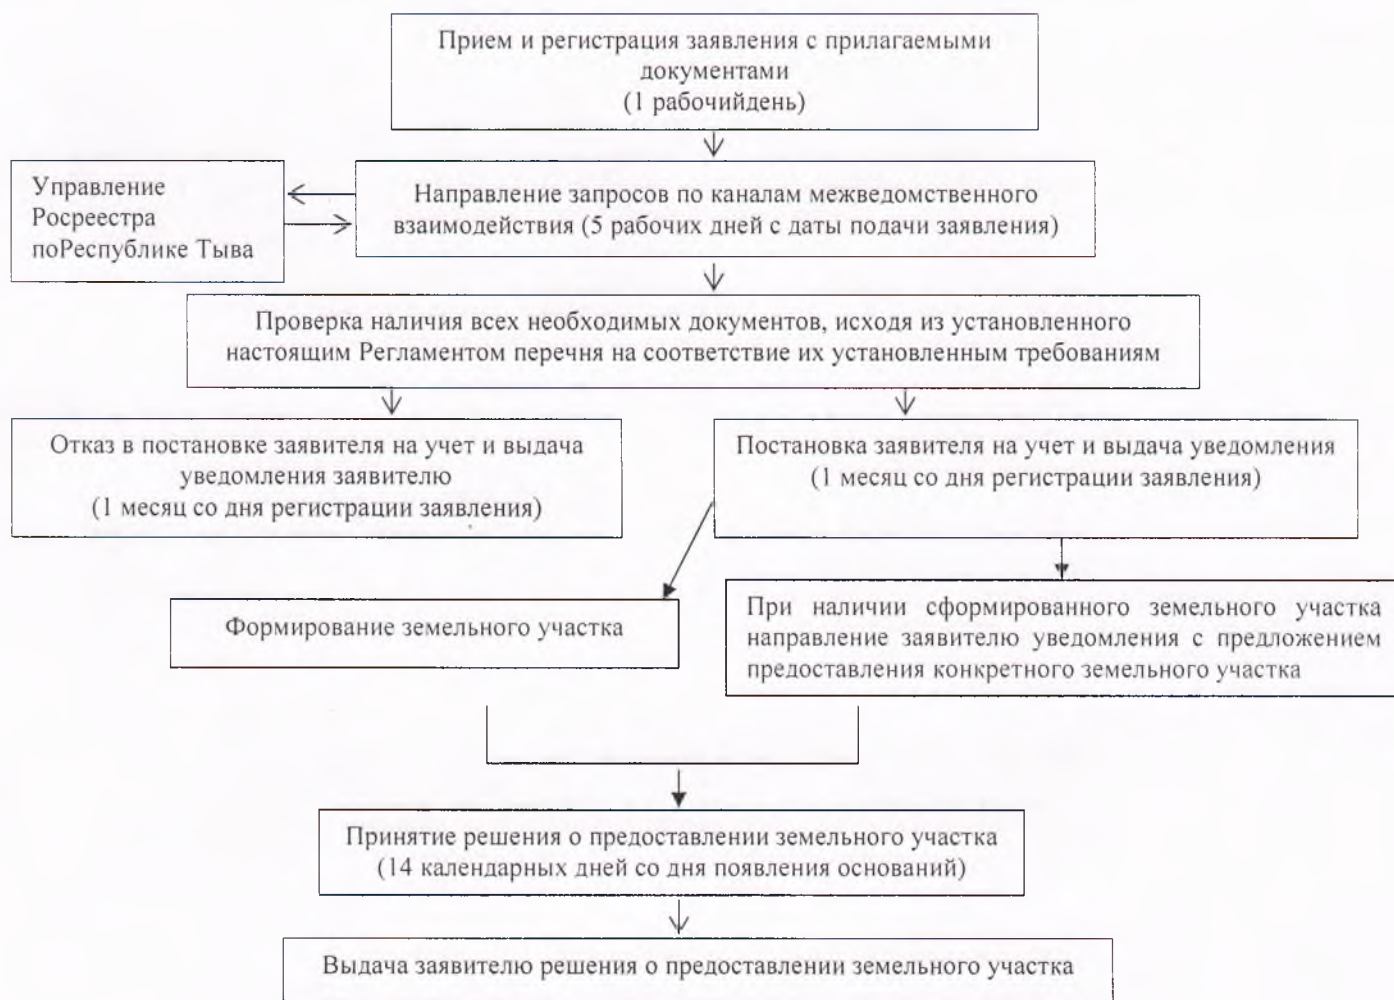 Прием и регистрация заявления с прилагаемыми
документами
(1 рабочийдень)
Управление
Росреестра
поРеспублике Тыва
Направление запросов по каналам межведомственного
взаимодействия (5 рабочих дней с даты подачи заявления)
Проверка наличия всех необходимых документов, исходя из установленного
настоящим Регламентом перечня на соответствие их установленным требованиям
Отказ в постановке заявителя на учет и выдача
уведомления заявителю
(1 месяц со дня регистрации заявления)
Постановка заявителя на учет и выдача уведомления
(1 месяц со дня регистрации заявления)
Формирование земельного участка
При наличии сформированного земельного участка
направление заявителю уведомления с предложением
предоставления конкретного земельного участка
Принятие решения о предоставлении земельного участка
(14 календарных дней со дня появления оснований)
Выдача заявителю решения о предоставлении земельного участка